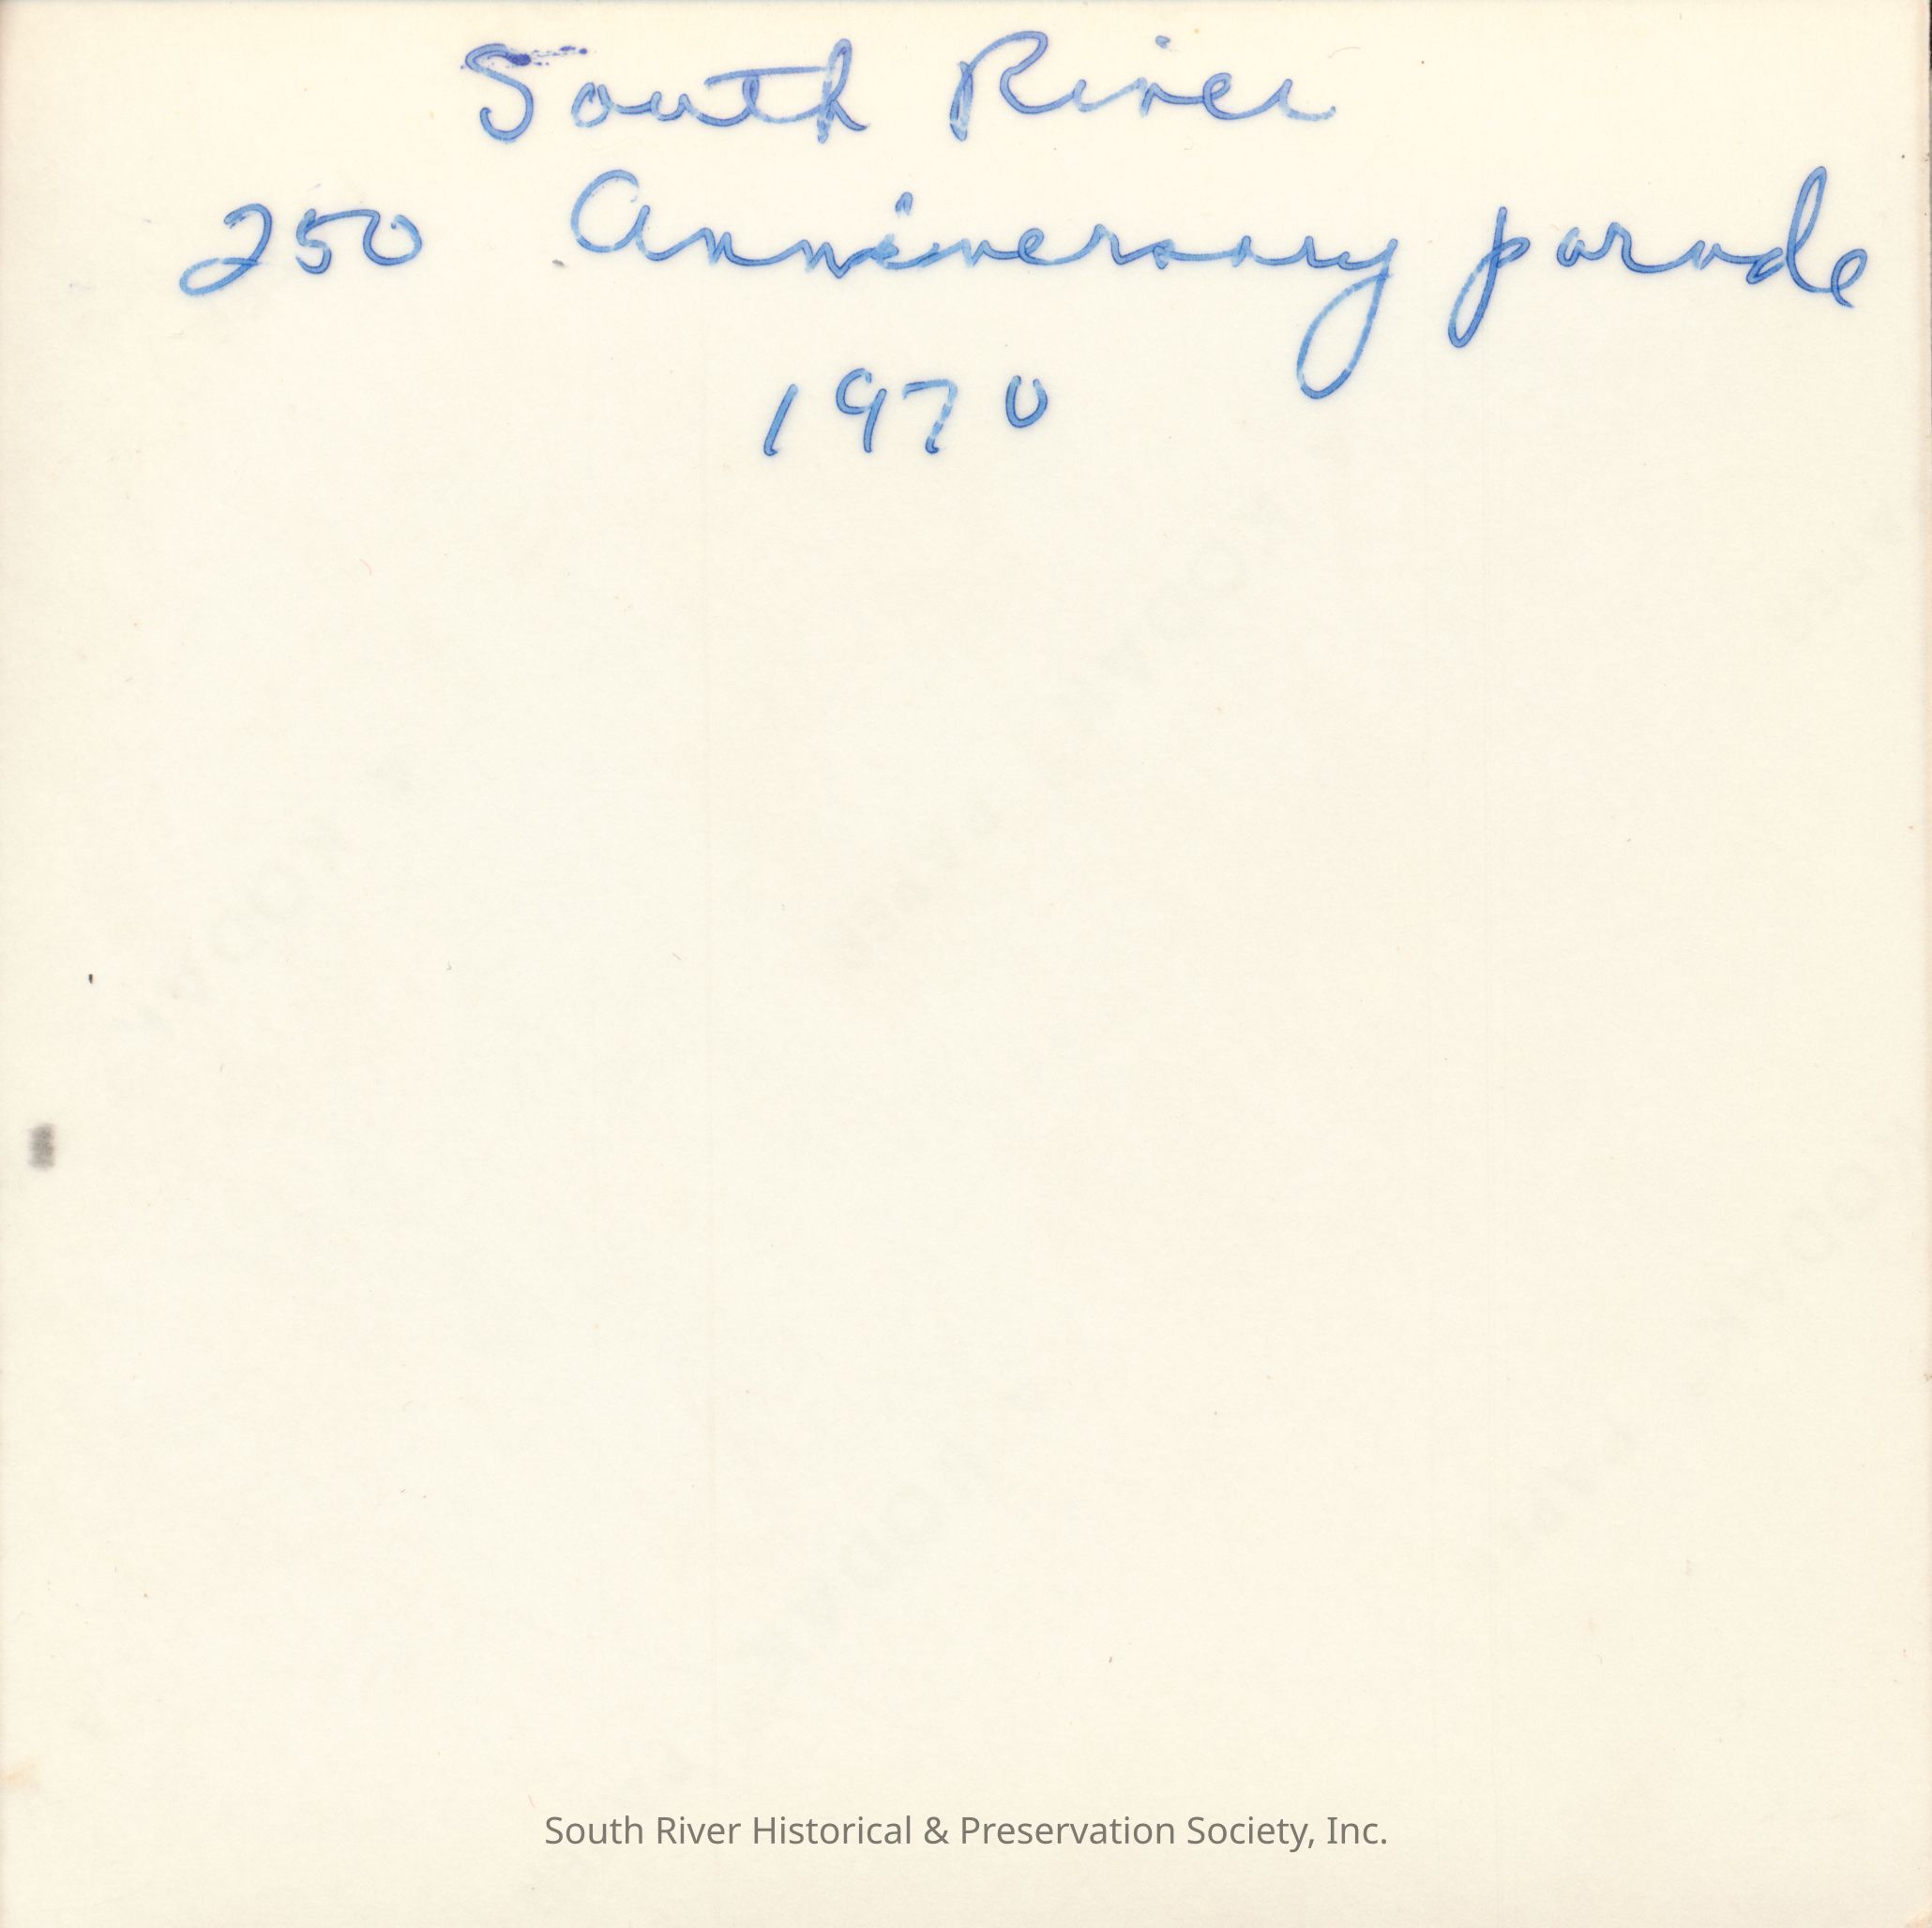 South River
250 Anniversary parade
1970
South River Historical & Preservation Society, Inc.